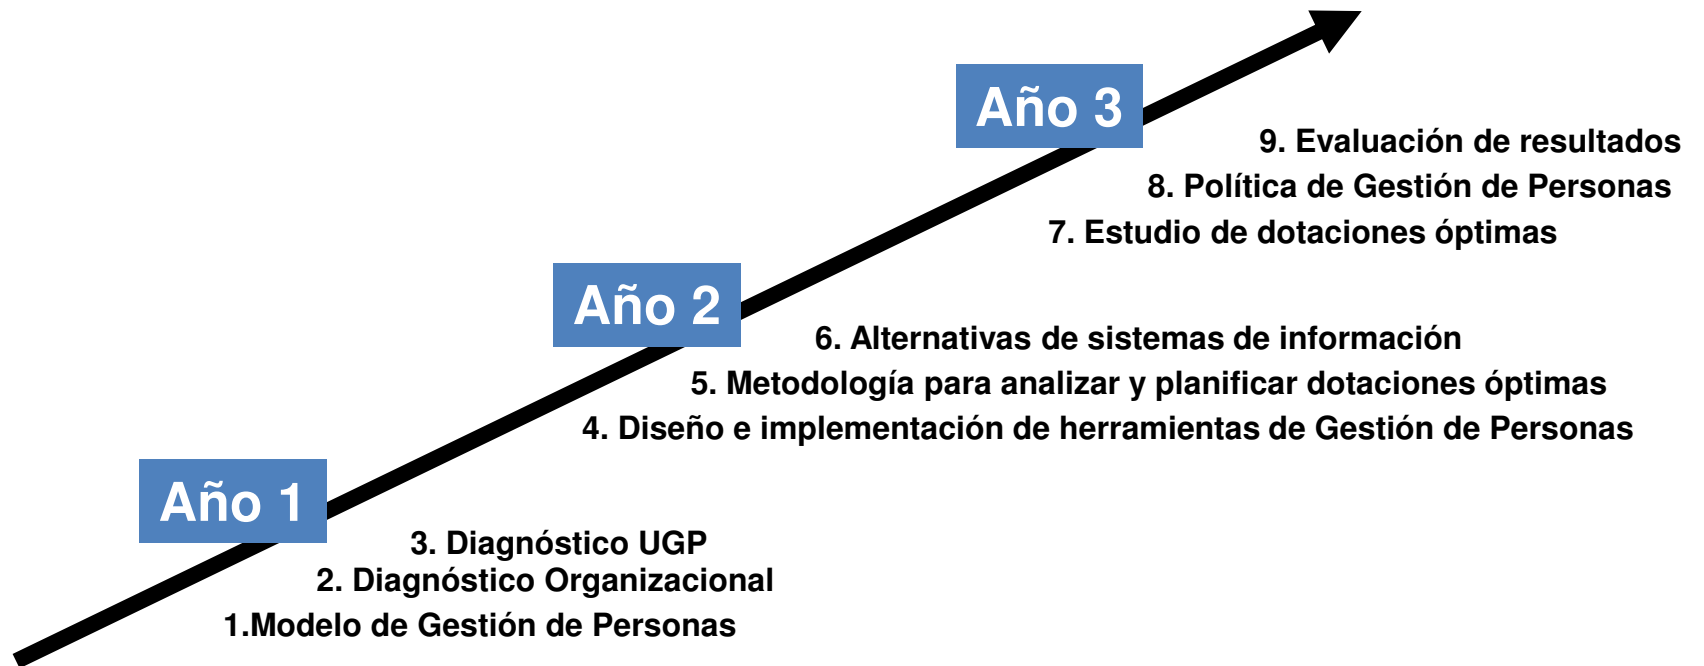 Año 3
9. Evaluación de resultados
8. Política de Gestión de Personas
7. Estudio de dotaciones óptimas
Año 2
6. Alternativas de sistemas de información
5. Metodología para analizar y planificar dotaciones óptimas
4. Diseño e implementación de herramientas de Gestión de Personas
Año 1
3. Diagnóstico UGP
2. Diagnóstico Organizacional
1.Modelo de Gestión de Personas